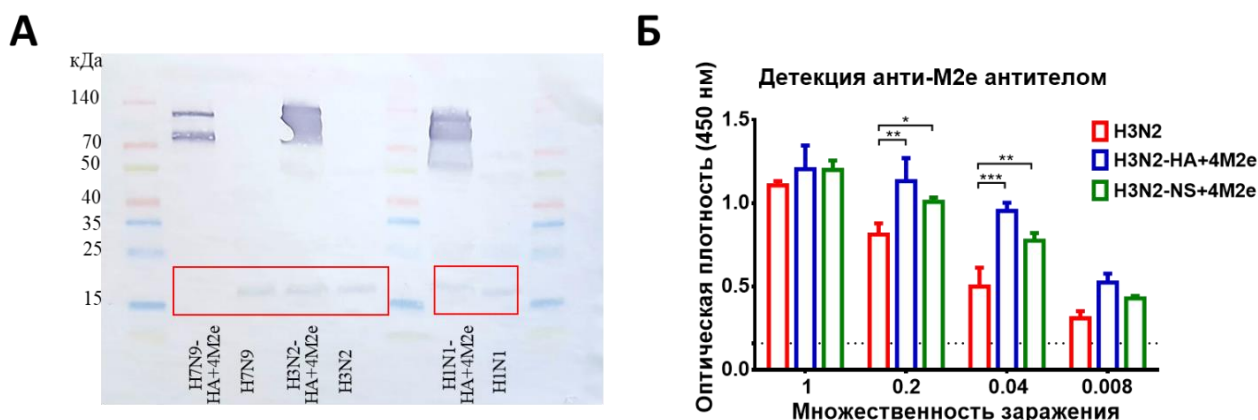 А
кДа
140
70
50
40
35
25
15
H7N9-
HA+4M2e
H7N9
H3N2-
HA+4M2e
H3N2
H1N1-
HA+4M2e
H1N1
Б
Детекция анти-М2е антителом
Оптическая плотность (450 нм)
1.5
1.0
0.5
0.0
*
**
**
***
H3N2
H3N2-HA+4M2e
H3N2-NS+4M2e
1
0.2
0.04
0.008
Множественность заражения